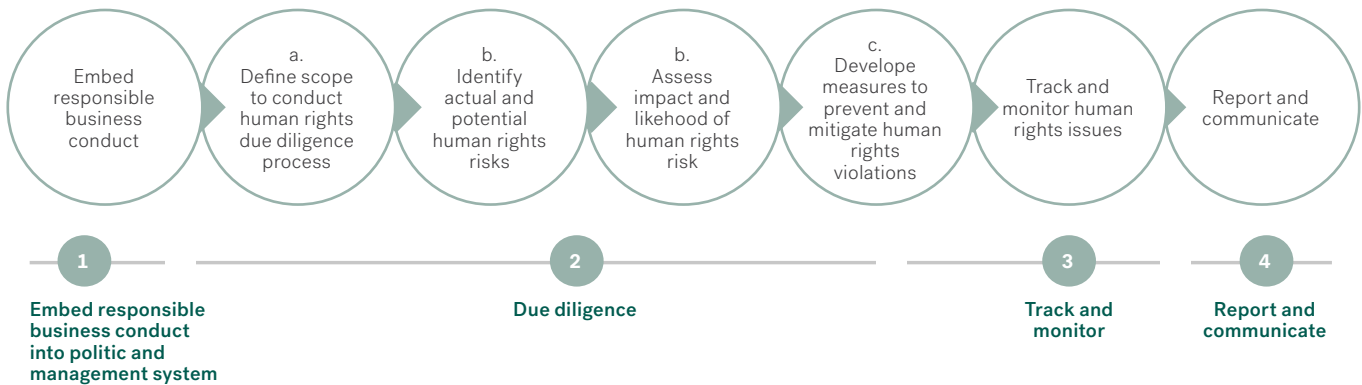 Embed
responsible
business
conduct
a.
Define scope
to conduct
human rights
due diligence
process
b.
Identify
actual and
potential
human rights
risks
b.
Assess
impact and
likehood of
human rights
risk
c.
Develope
measures to
prevent and
mitigate human
rights
violations
Track and
monitor human
rights issues
Report and
communicate
1
2
3
4
Embed responsible
business conduct
into politic and
management system
Due diligence
Track and
monitor
Report and
communicate